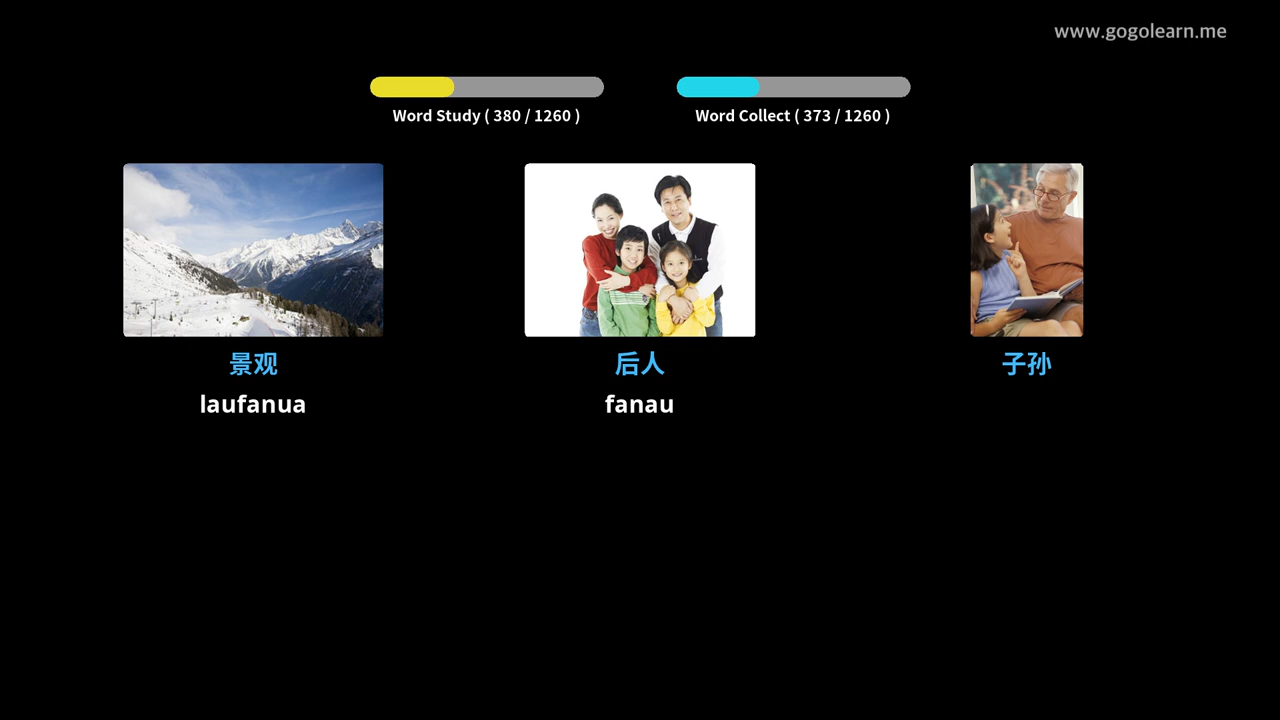 www.gogolearn.me
Word Study ( 380 / 1260 )
Word Collect ( 373 / 1260 )
景观
后人
子孙
laufanua
fanau